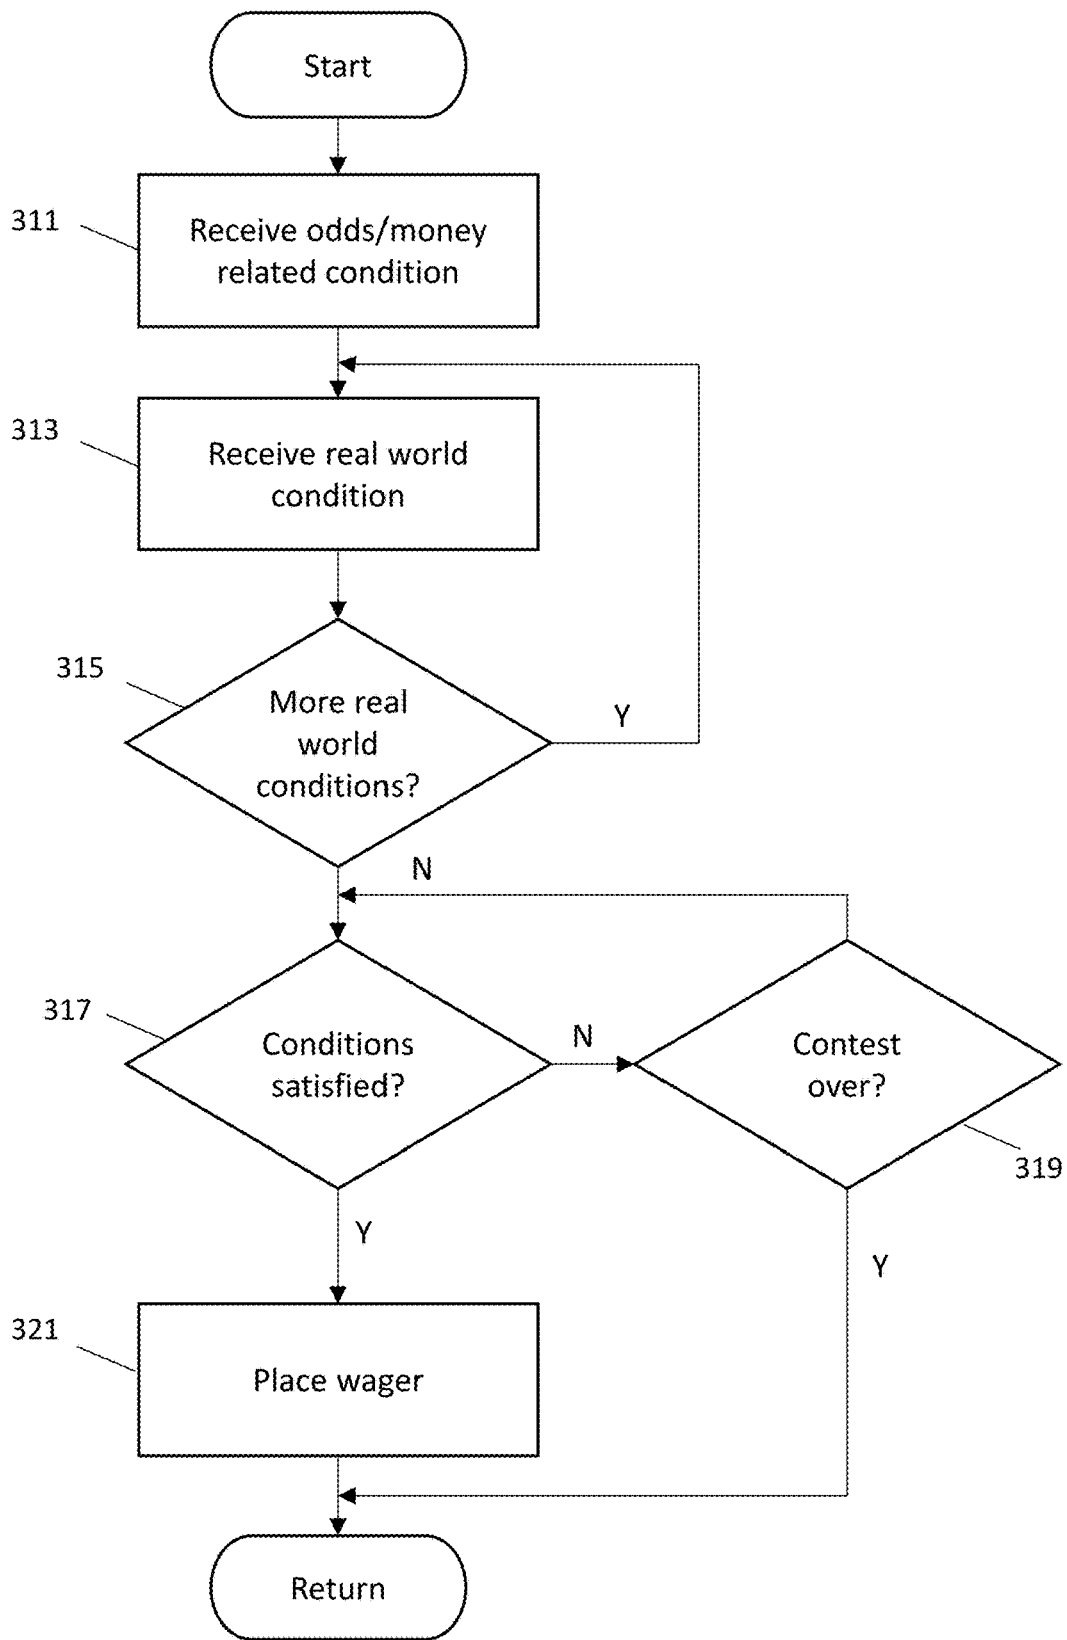 Start
311
Receive odds/money
related condition
313
Receive real world
condition
315
More real
world
conditions?
Y
N
317
Conditions
satisfied?
N
Contest
over?
319
Y
Y
321
Place wager
Return